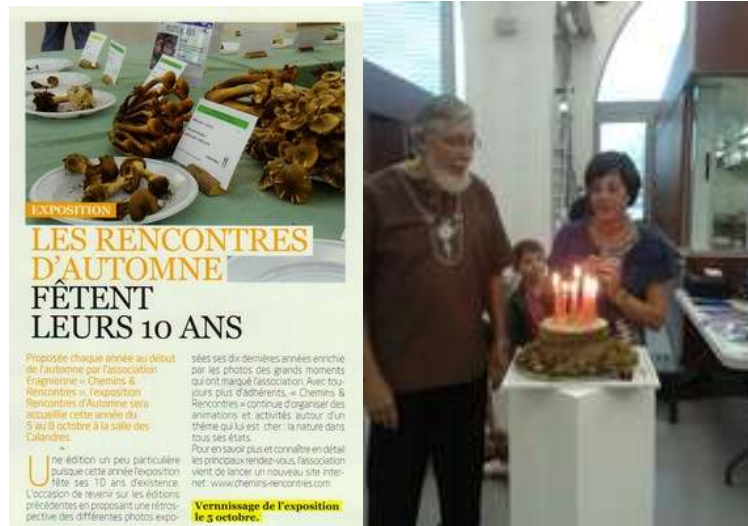 EXPOSITION
LES RENCONTRES
D'AUTOMNE
FÊTENT
LEURS 10 ANS
Proposée chaque année au début
de l'automne par l'association
Eragnienne « Chemins &
Rencontres », l'exposition
Rencontres d'Automne sera
accueillie cette année du
5 au 8 octobre à la salle des
Calandres.
Une édition un peu particulière
puisque cette année l'exposition
fête ses 10 ans d'existence.
L'occasion de revenir sur les éditions
précédentes en proposant une rétros-
pective des différentes photos expo-
sées ses dix dernières années enrichie
par les photos des grands moments
qui ont marqué l'association. Avec tou-
jours plus d'adhérents, « Chemins &
Rencontres » continue d'organiser des
animations et activités autour d'un
thème qui lui est cher : la nature dans
tous ses états.
Pour en savoir plus et connaître en détail
les principaux rendez-vous, l'association
vient de lancer un nouveau site inter-
net : www.chemins-rencontres.com
Vernnissage de l'exposition
le 5 octobre.